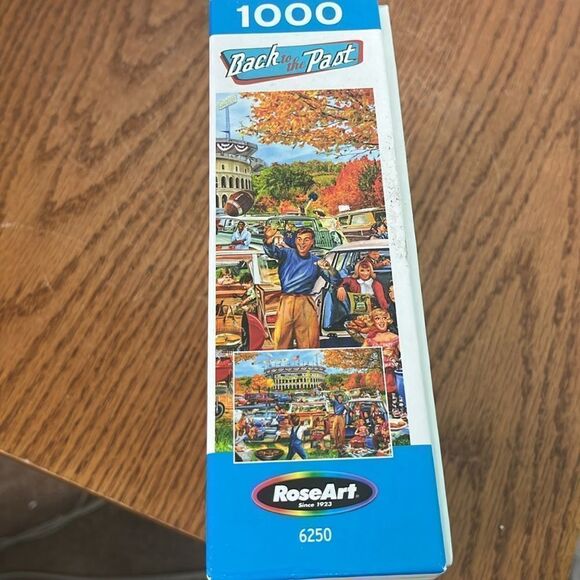 1000
Back to the Past
RoseArt
Since 1923
6250